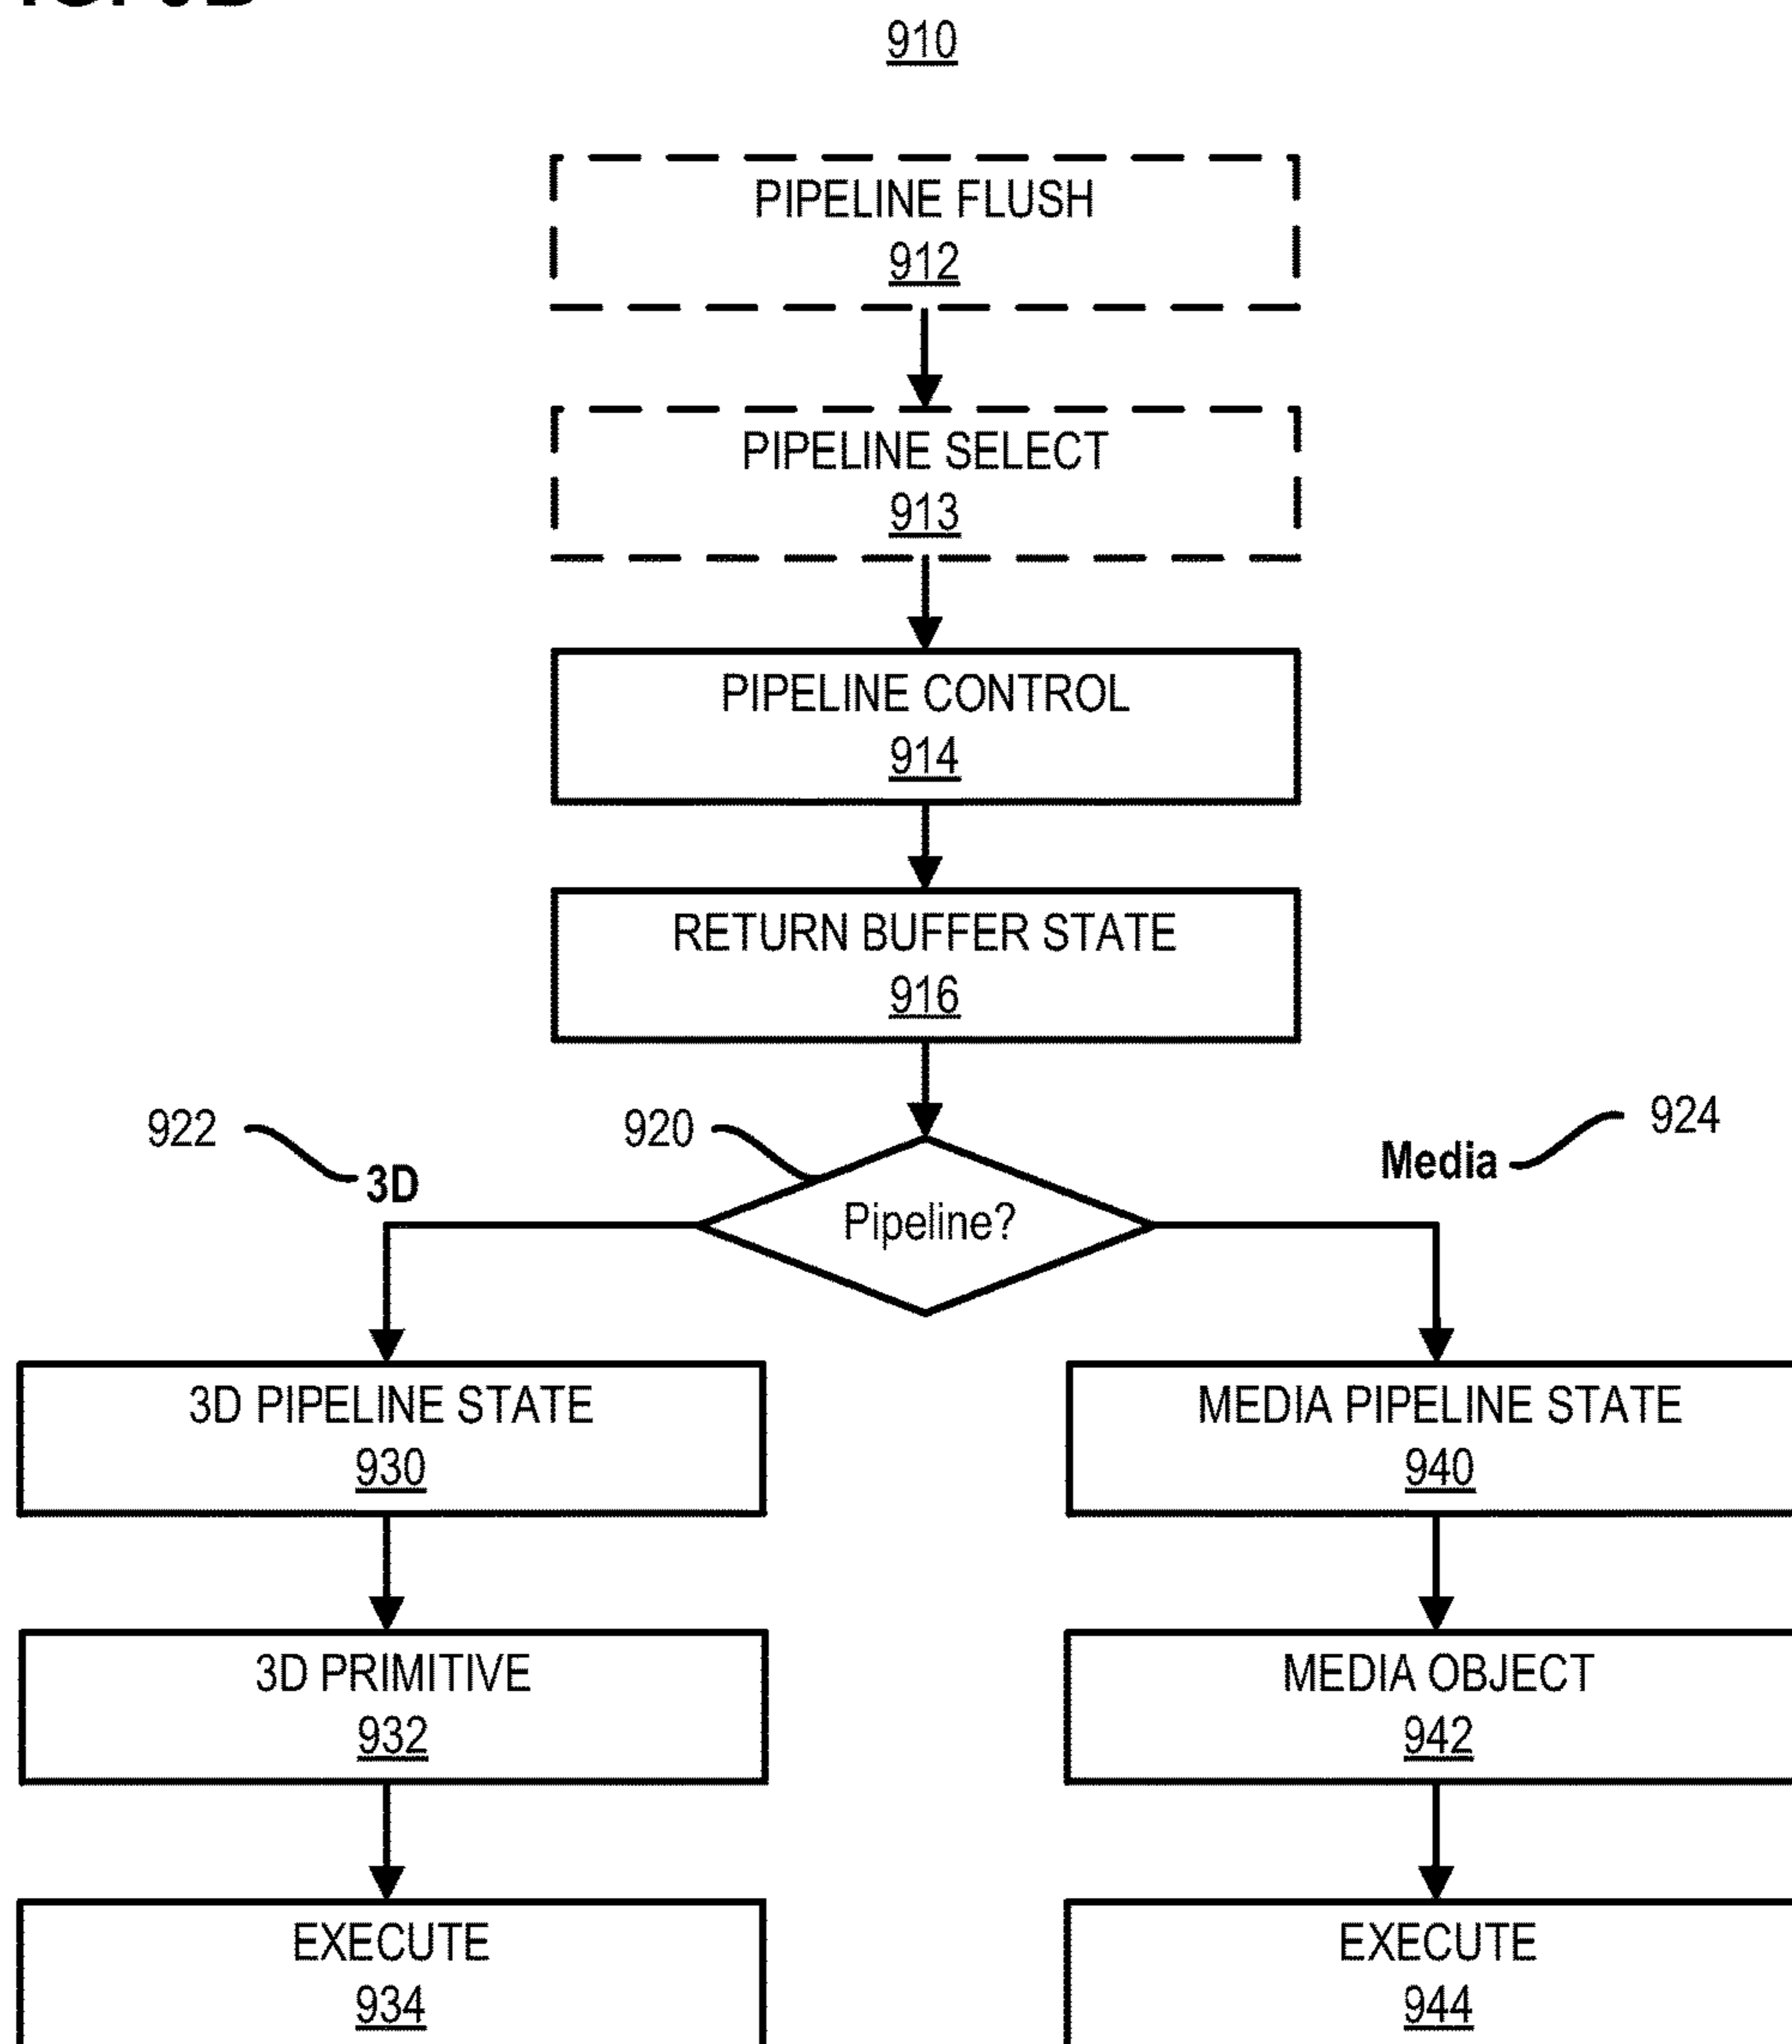 910
PIPELINE FLUSH
912
PIPELINE SELECT
913
PIPELINE CONTROL
914
RETURN BUFFER STATE
916
922
920
924
3D
Media
Pipeline?
3D PIPELINE STATE
930
MEDIA PIPELINE STATE
940
3D PRIMITIVE
932
MEDIA OBJECT
942
EXECUTE
934
EXECUTE
944